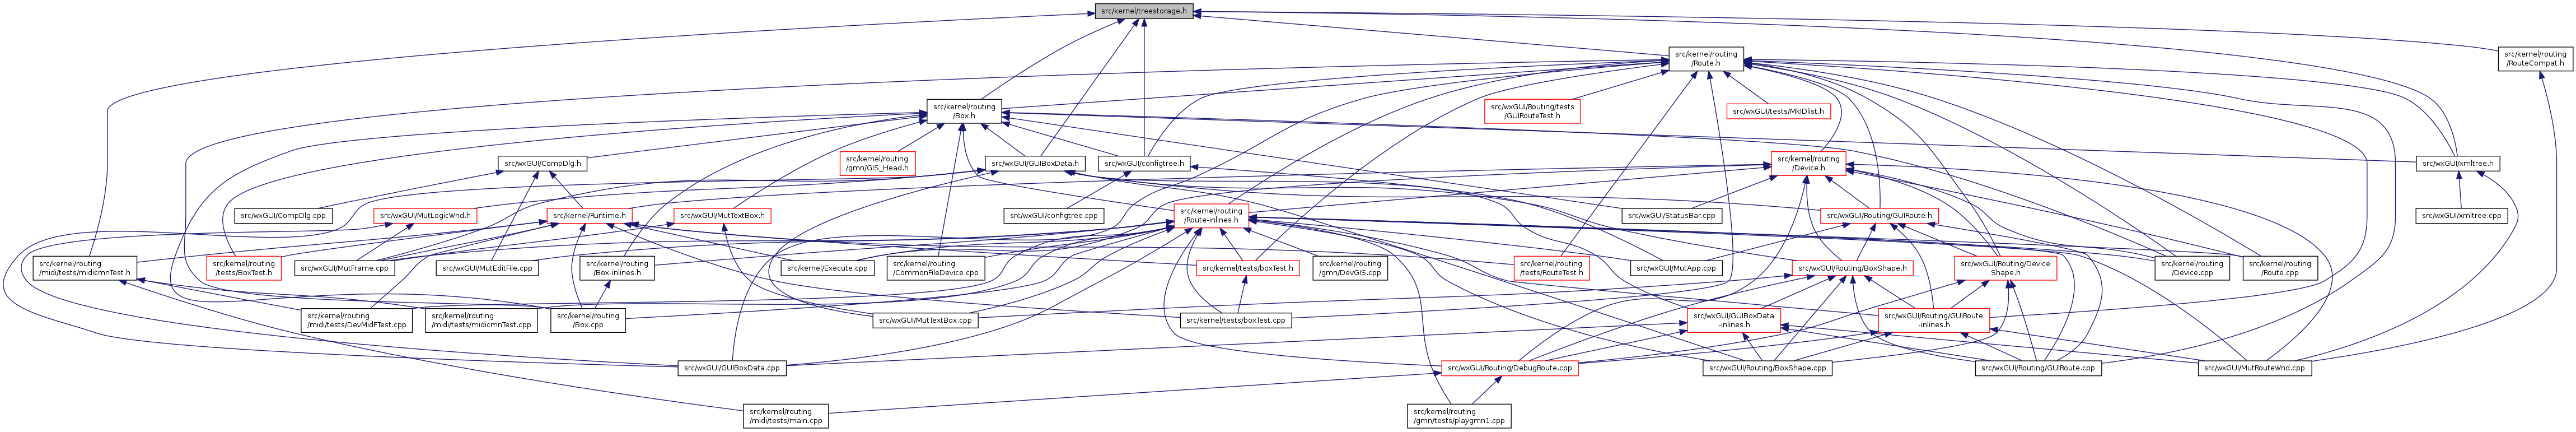 src/kernel/treestorage.h
src/kernel/routing
/Route.h
src/kernel/routing
/RouteCompat.h
src/kernel/routing
/Box.h
src/wxGUI/Routing/tests
/GUIRouteTest.h
src/wxGUI/tests/MkIDlist.h
src/wxGUI/CompDlg.h
src/kernel/routing
/gmn/GIS_Head.h
src/wxGUI/GUIBoxData.h
src/wxGUI/configtree.h
src/kernel/routing
/Device.h
src/wxGUI/xmltree.h
src/wxGUI/CompDlg.cpp
src/wxGUI/MutLogicWnd.h
src/kernel/Runtime.h
src/wxGUI/MutTextBox.h
src/wxGUI/configtree.cpp
src/kernel/routing
/Route-inlines.h
src/wxGUI/StatusBar.cpp
src/wxGUI/Routing/GUIRoute.h
src/wxGUI/xmltree.cpp
src/kernel/routing
/midi/tests/midicmnTest.h
src/kernel/routing
/tests/BoxTest.h
src/wxGUI/MutFrame.cpp
src/wxGUI/MutEditFile.cpp
src/kernel/routing
/Box-inlines.h
src/kernel/Execute.cpp
src/kernel/routing
/CommonFileDevice.cpp
src/kernel/tests/boxTest.h
src/kernel/routing
/gmn/DevGIS.cpp
src/kernel/routing
/tests/RouteTest.h
src/wxGUI/MutApp.cpp
src/wxGUI/Routing/BoxShape.h
src/wxGUI/Routing/Device
Shape.h
src/kernel/routing
/Device.cpp
src/kernel/routing
/Route.cpp
src/kernel/routing
/midi/tests/DevMdFTest.cpp
src/kernel/routing
/midi/tests/midicmnTest.cpp
src/kernel/routing
/Box.cpp
src/wxGUI/MutTextBox.cpp
src/kernel/tests/boxTest.cpp
src/wxGUI/GUIBoxData
-inlines.h
src/wxGUI/Routing/GUIRoute
-inlines.h
src/wxGUI/GUIBoxData.cpp
src/wxGUI/Routing/DebugRoute.cpp
src/wxGUI/Routing/BoxShape.cpp
src/wxGUI/Routing/GUIRoute.cpp
src/wxGUI/MutRouteWnd.cpp
src/kernel/routing
/midi/tests/main.cpp
src/kernel/routing
/gmn/tests/playgmn1.cpp